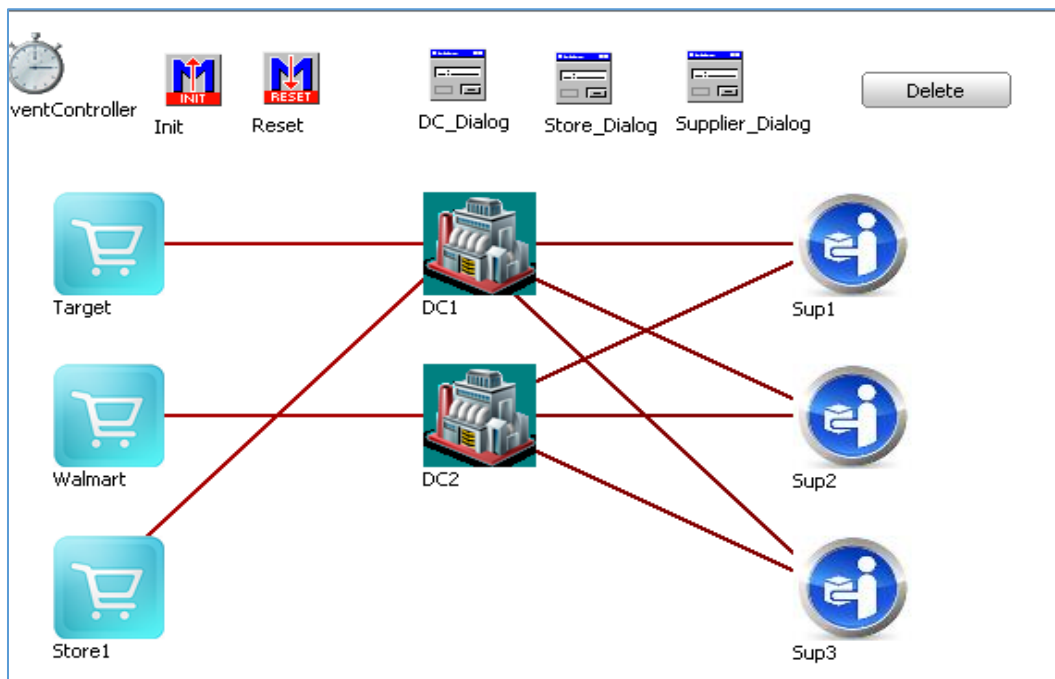 INIT
RESET
Delete
ventController
Init
Reset
DC_Dialog
Store_Dialog
Supplier_Dialog
Target
DC1
Sup1
Walmart
DC2
Sup2
Store1
Sup3